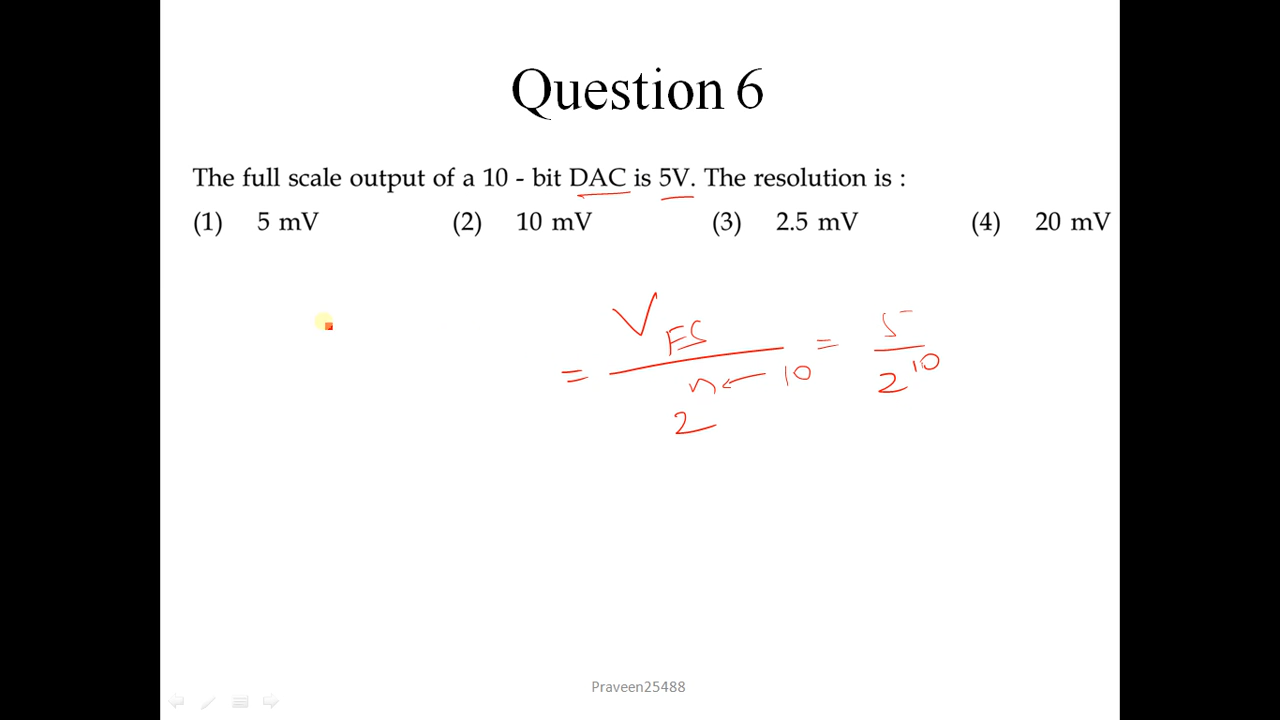 Question 6
The full scale output of a 10 - bit DAC is 5V. The resolution is :
(1) 5 mV (2) 10 mV (3) 2.5 mV (4) 20 mV
= V_FS / 2^n ← 10 = 5 / 2^10
Praveen25488